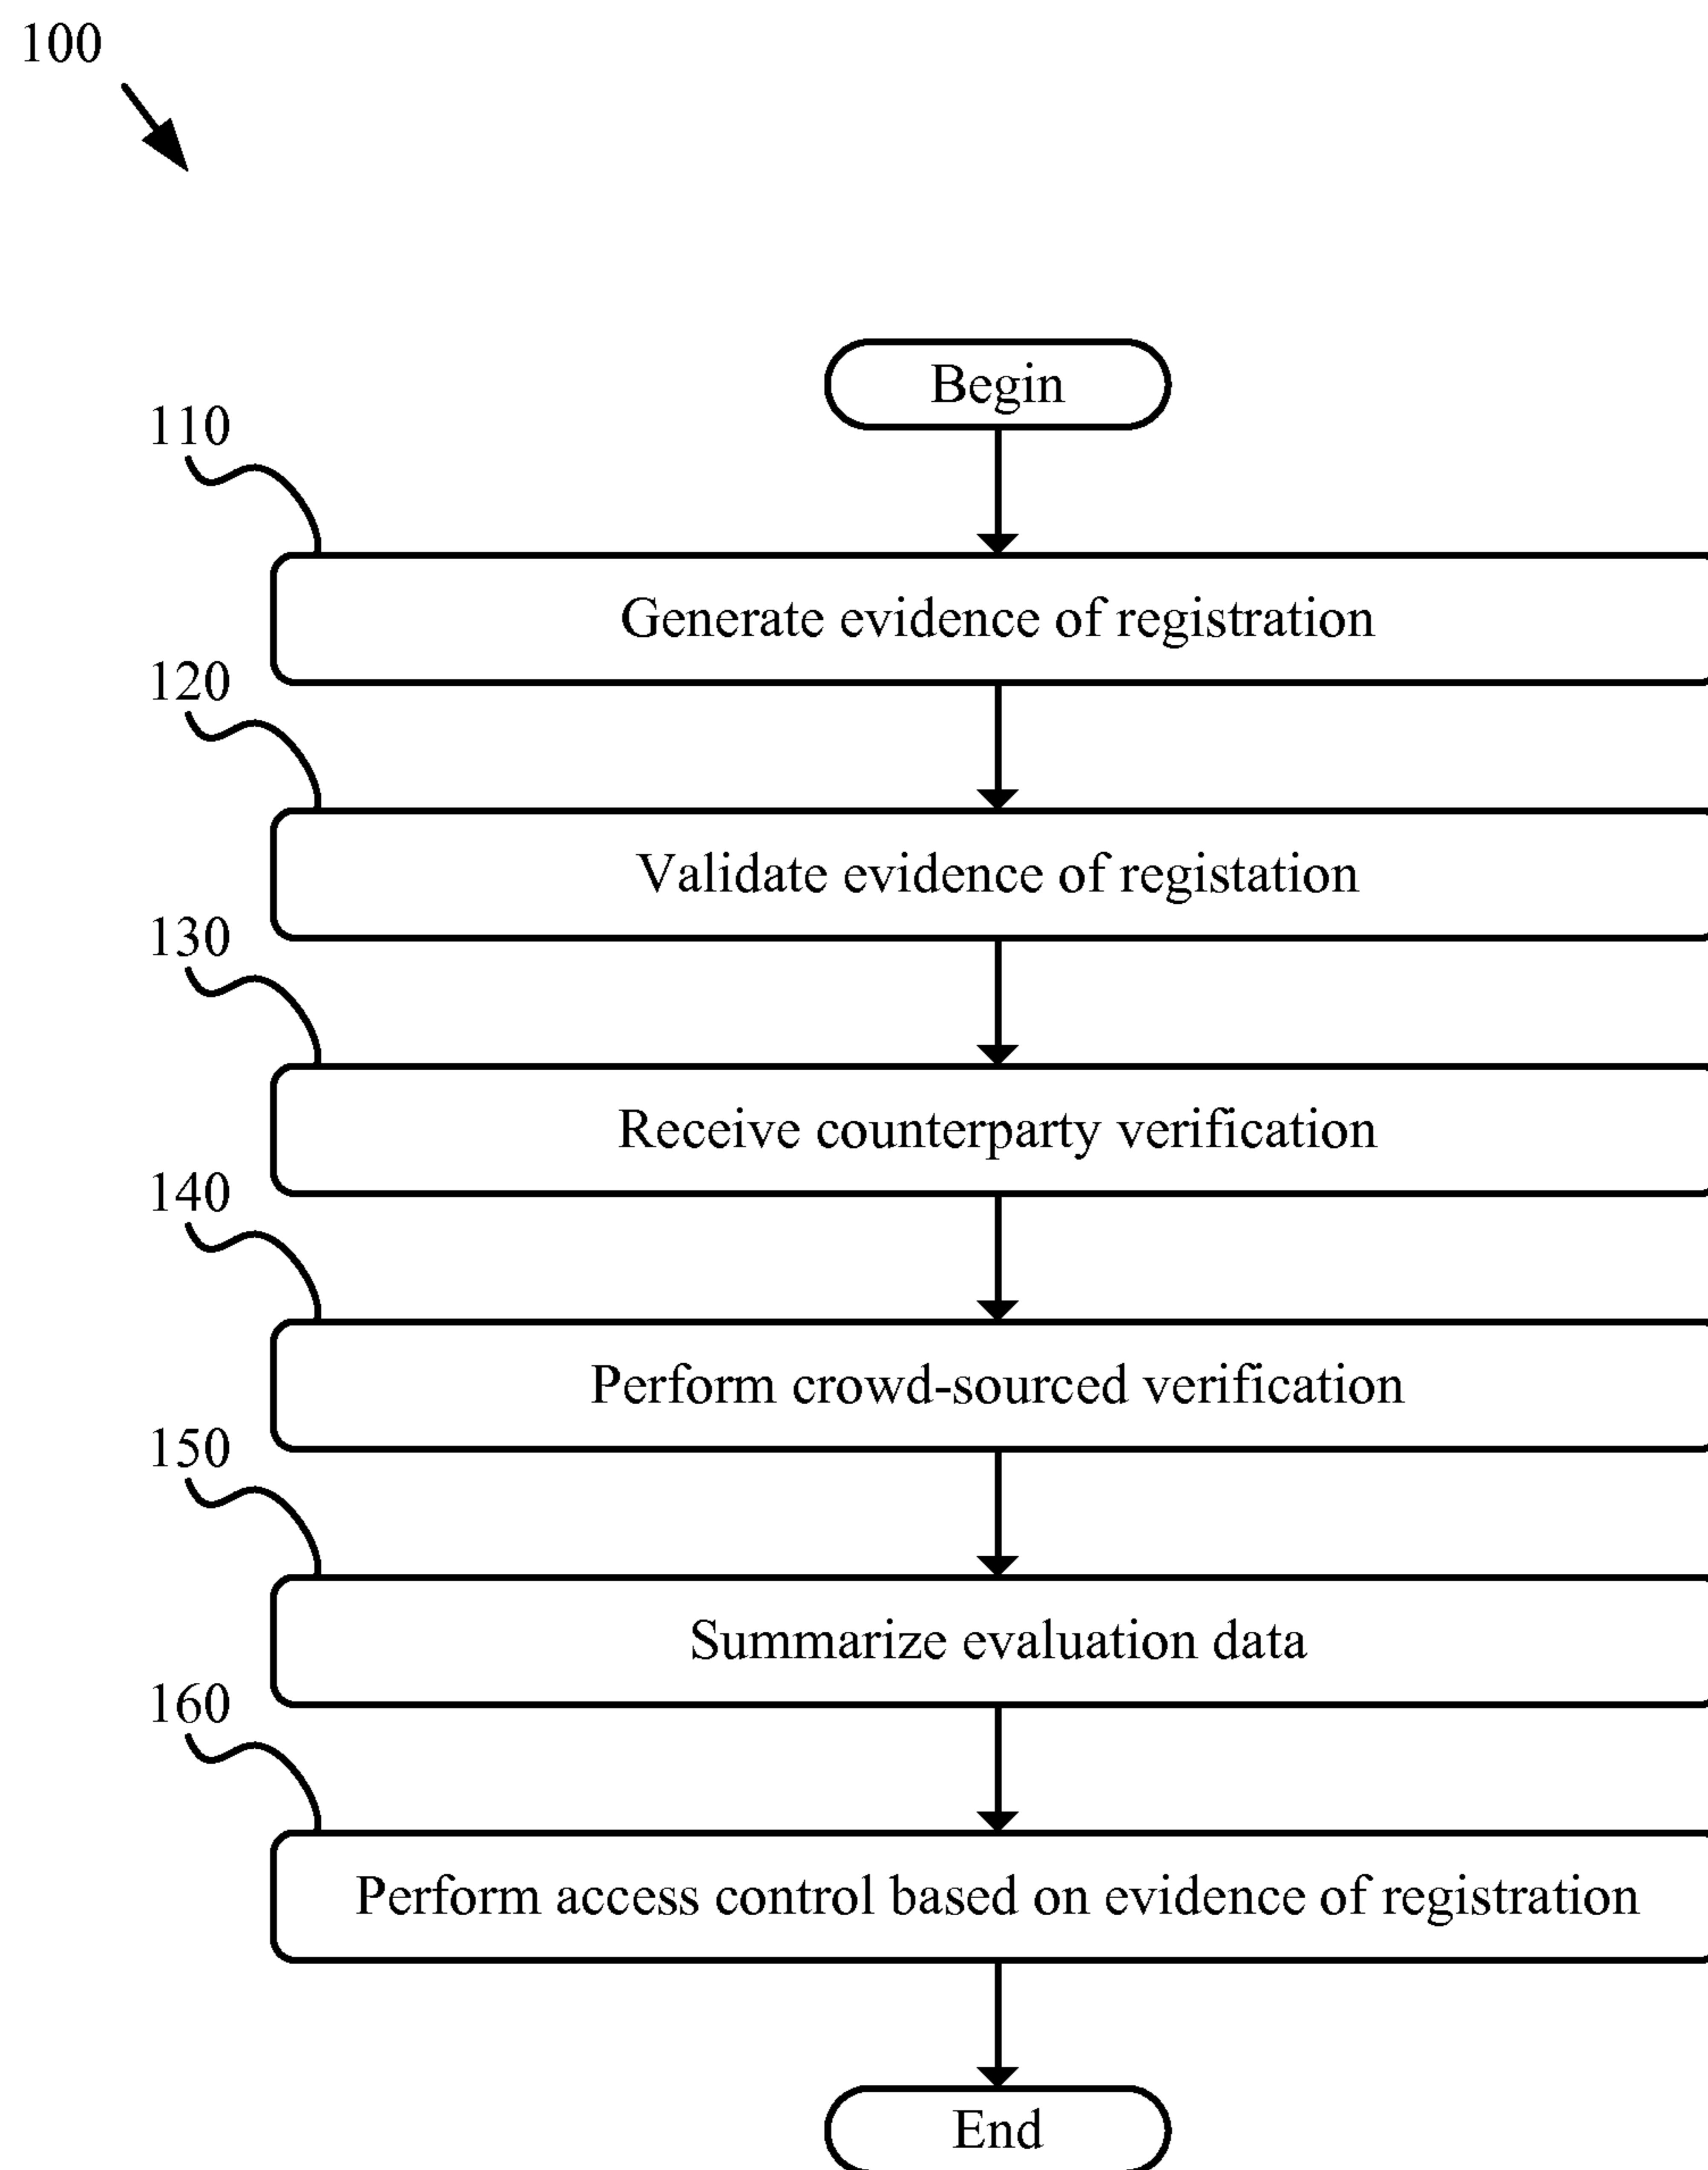 100
Begin
110
Generate evidence of registration
120
Validate evidence of registation
130
Receive counterparty verification
140
Perform crowd-sourced verification
150
Summarize evaluation data
160
Perform access control based on evidence of registration
End